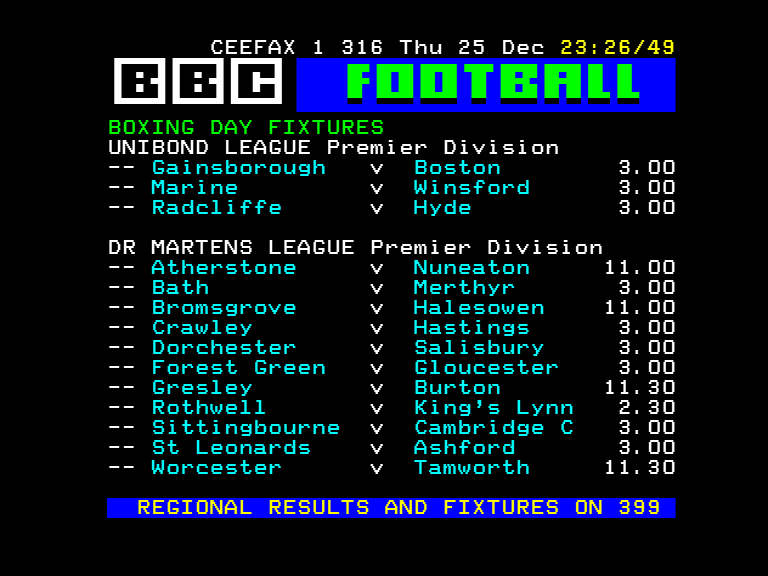 CEEFAX 1 316 Thu 25 Dec 23:26/49
BBC FOOTBALL
BOXING DAY FIXTURES
UNIBOND LEAGUE Premier Division
-- Gainsborough v Boston 3.00
-- Marine v Winsford 3.00
-- Radcliffe v Hyde 3.00
DR MARTENS LEAGUE Premier Division
-- Atherstone v Nuneaton 11.00
-- Bath v Merthyr 3.00
-- Bromsgrove v Halesowen 11.00
-- Crawley v Hastings 3.00
-- Dorchester v Salisbury 3.00
-- Forest Green v Gloucester 3.00
-- Gresley v Burton 11.30
-- Rothwell v King's Lynn 2.30
-- Sittingbourne v Cambridge C 3.00
-- St Leonards v Ashford 3.00
-- Worcester v Tamworth 11.30
REGIONAL RESULTS AND FIXTURES ON 399